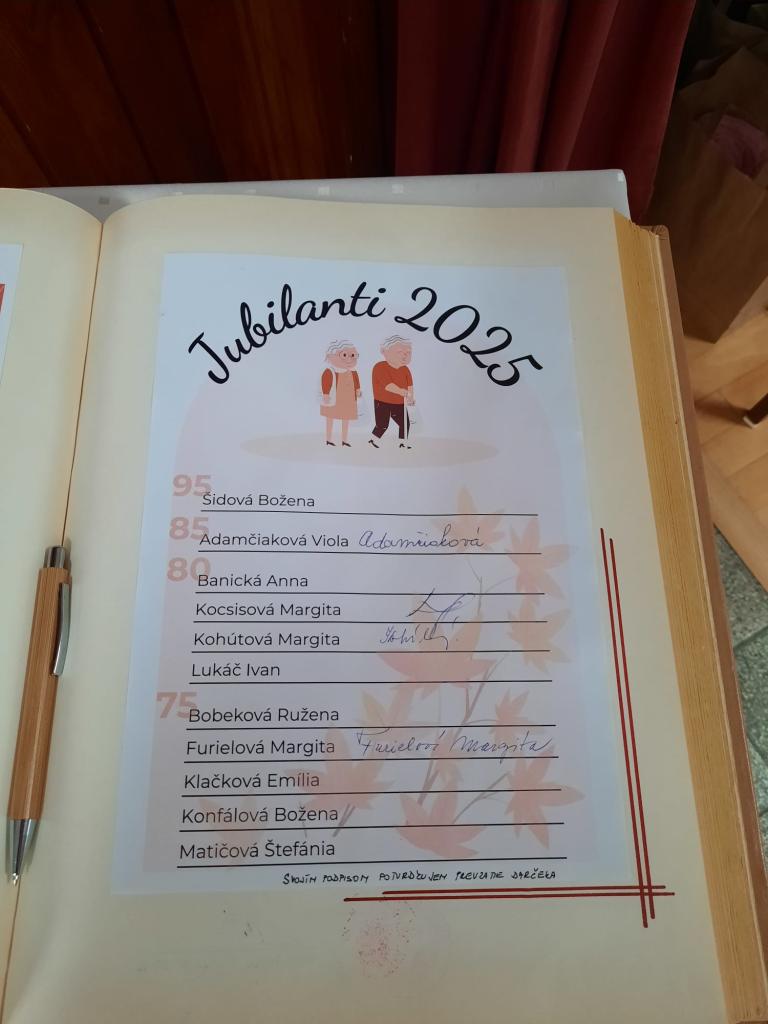 Jubilanti 2025
95
Šidová Božena
85
Adamčiaková Viola Adamčiaková
80
Banická Anna
Kocsisová Margita
Kohútová Margita
Lukáč Ivan
75
Bobeková Ružena
Furielová Margita Furielová Margita
Klačková Emília
Konfálová Božena
Matičová Štefánia
SVOJÍM PODPISOM POTVRDZUJEM PREVZATIE DARČEKA